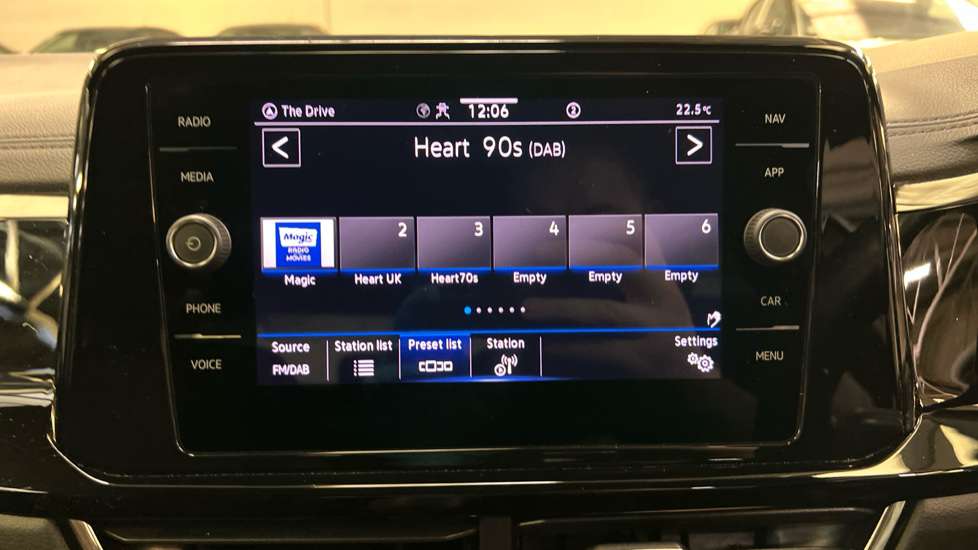 RADIO
MEDIA
PHONE
VOICE
The Drive 12:06 22.5°C
< Heart 90s (DAB) >
Magic
RADIO
MOVIES
2 3 4 5 6
Magic Heart UK Heart70s Empty Empty Empty
Source Station list Preset list Station Settings
FM/DAB
NAV
APP
CAR
MENU